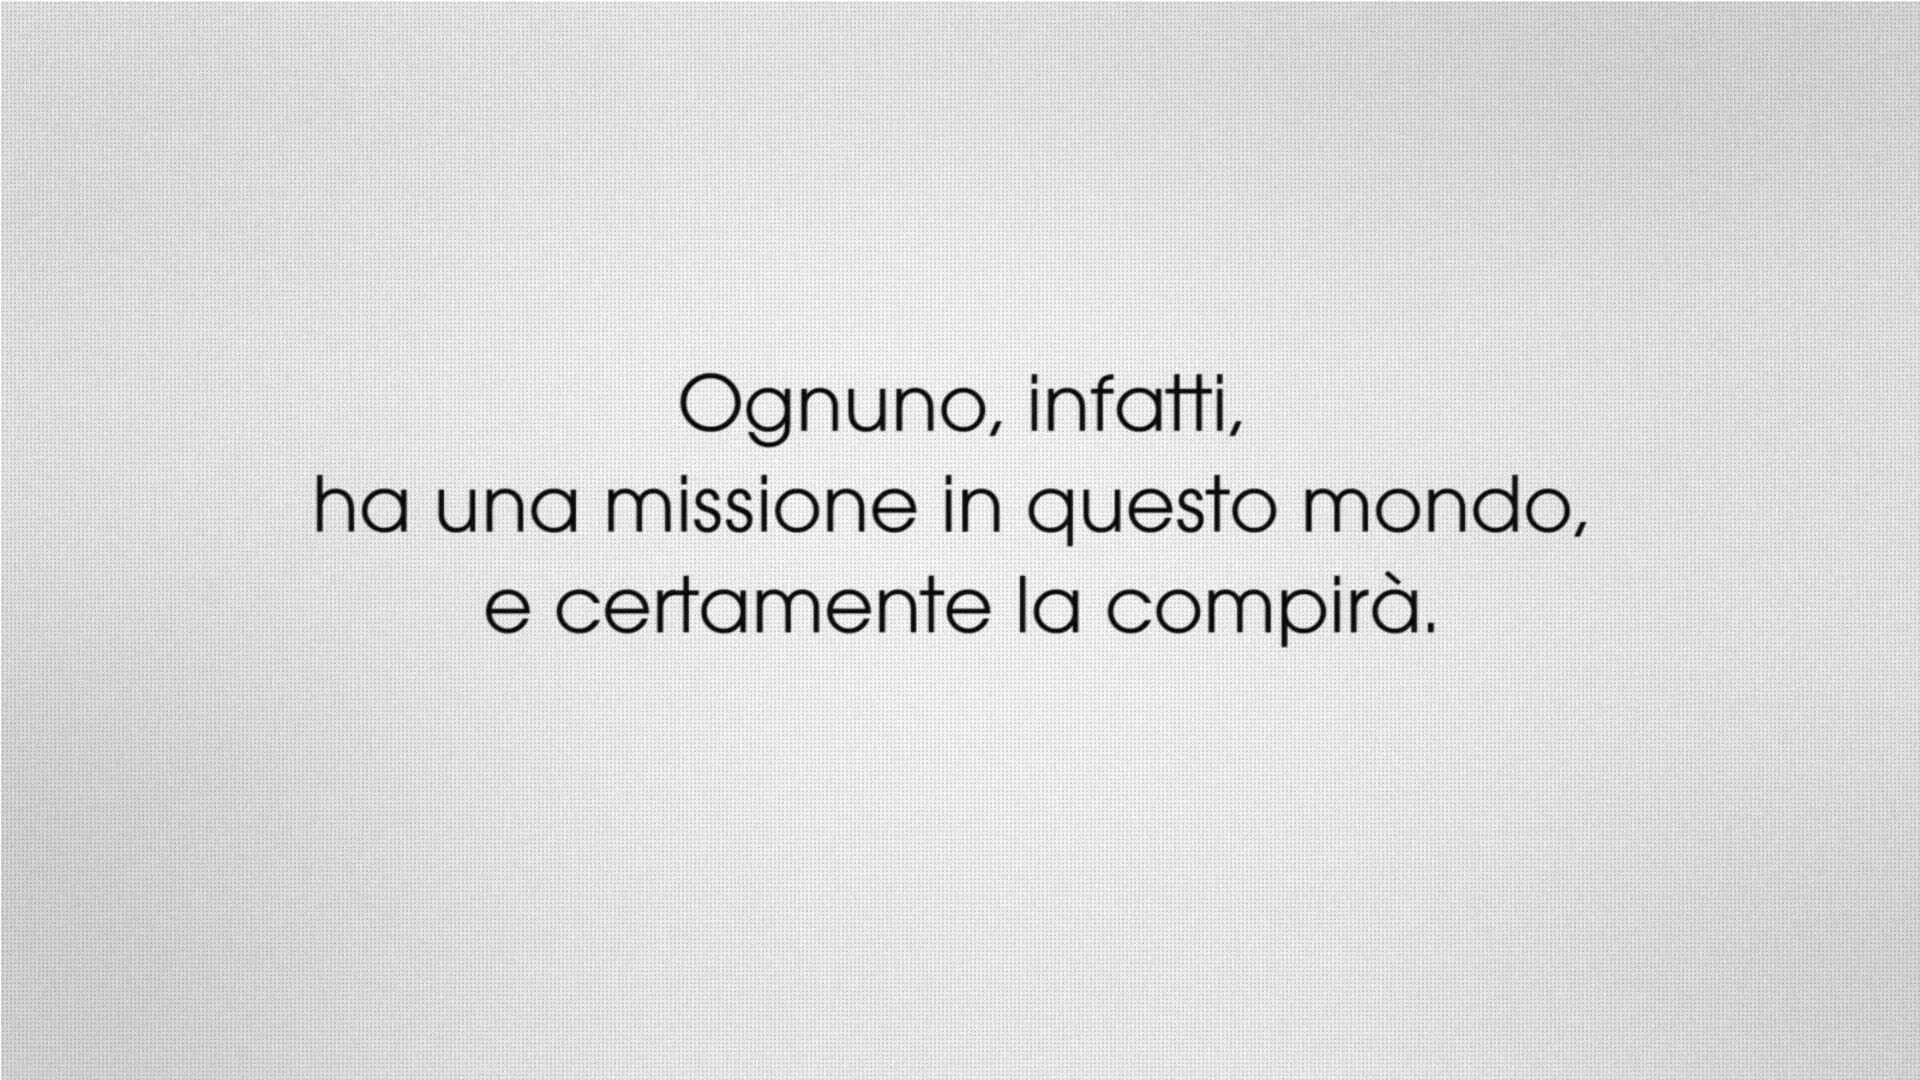 Ognuno, infatti,
ha una missione in questo mondo,
e certamente la compirà.